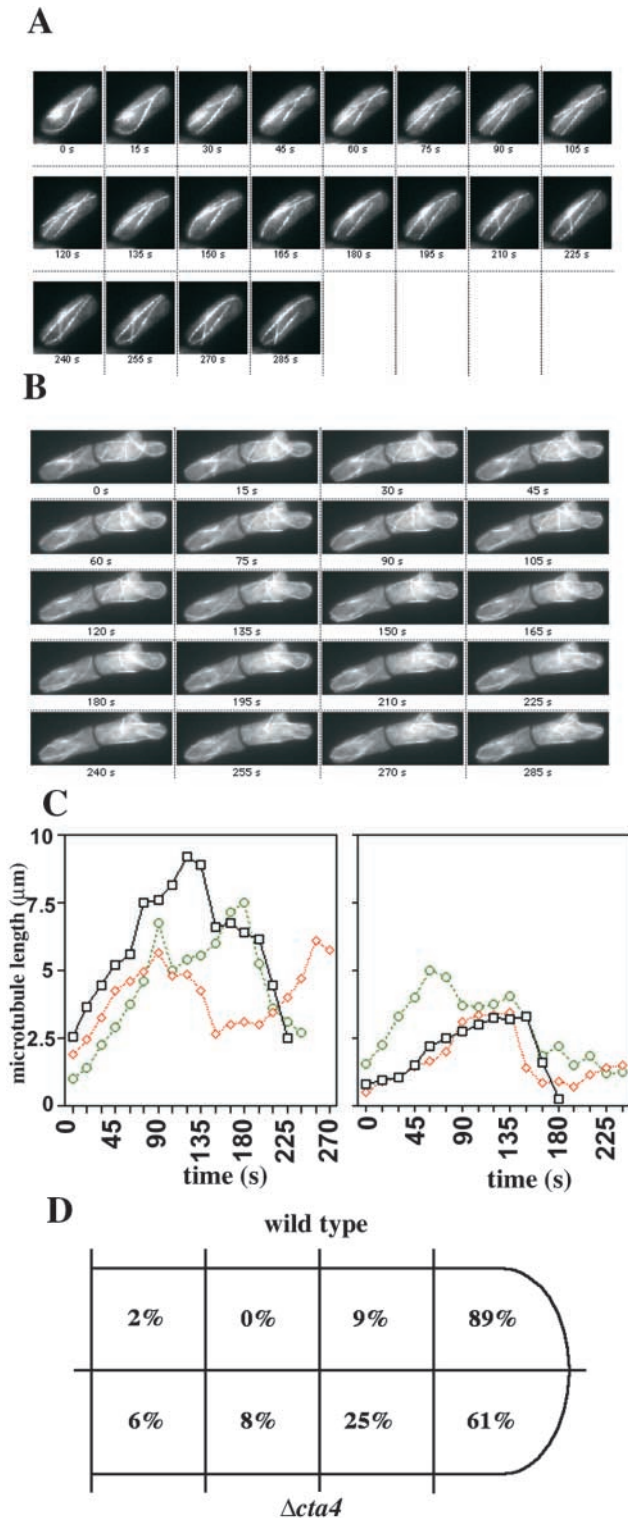 A
0 s 15 s 30 s 45 s 60 s 75 s 90 s 105 s
120 s 135 s 150 s 165 s 180 s 195 s 210 s 225 s
240 s 255 s 270 s 285 s
B
0 s 15 s 30 s 45 s
60 s 75 s 90 s 105 s
120 s 135 s 150 s 165 s
180 s 195 s 210 s 225 s
240 s 255 s 270 s 285 s
C
microtubule length (μm)
10
7.5
5
2.5
0
0 45 90 135 180 225 270
time (s)
0 45 90 135 180 225
time (s)
D
wild type
2% 0% 9% 89%
6% 8% 25% 61%
Δcta4